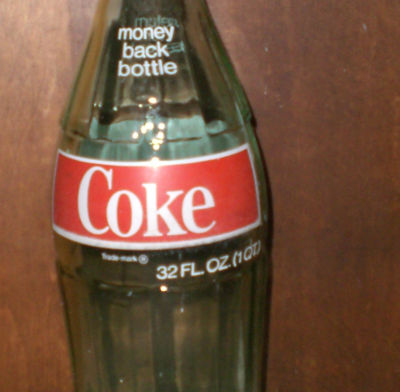 money
back
bottle
Coke
Trade-mark ®
32 FL. OZ. (1 QT.)